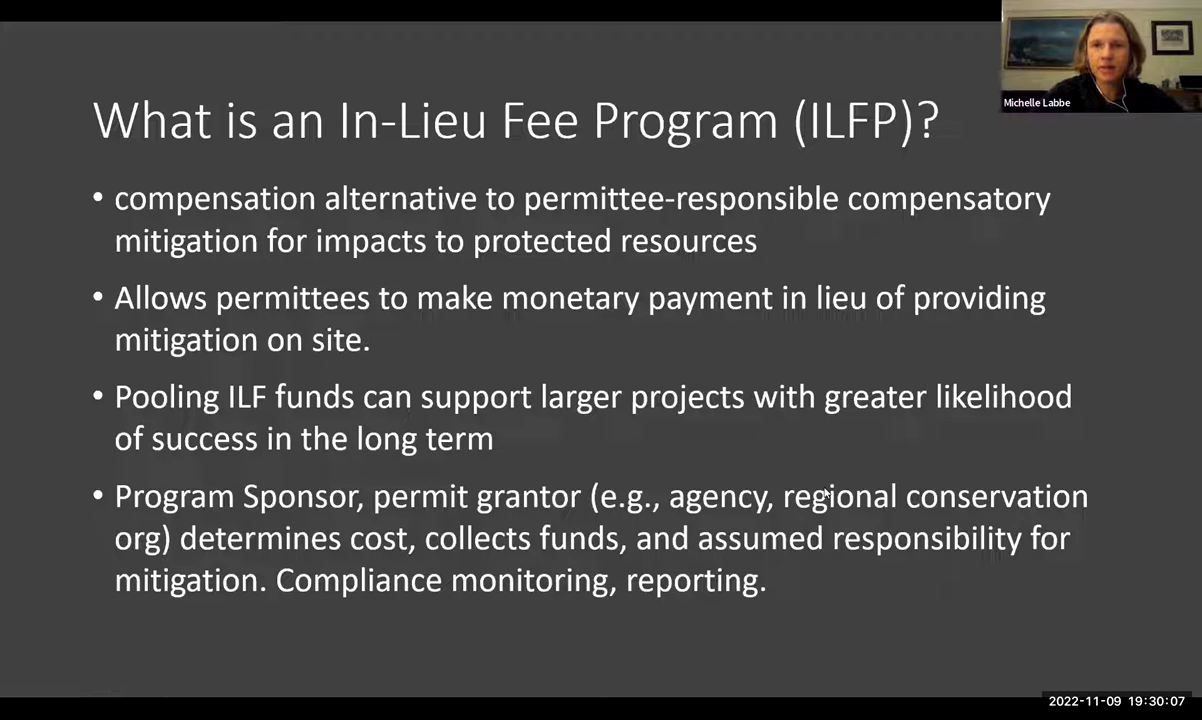 Michelle Labbe
What is an In-Lieu Fee Program (ILFP)?
• compensation alternative to permittee-responsible compensatory
mitigation for impacts to protected resources
• Allows permittees to make monetary payment in lieu of providing
mitigation on site.
• Pooling ILF funds can support larger projects with greater likelihood
of success in the long term
• Program Sponsor, permit grantor (e.g., agency, regional conservation
org) determines cost, collects funds, and assumed responsibility for
mitigation. Compliance monitoring, reporting.
2022-11-09 19:30:07